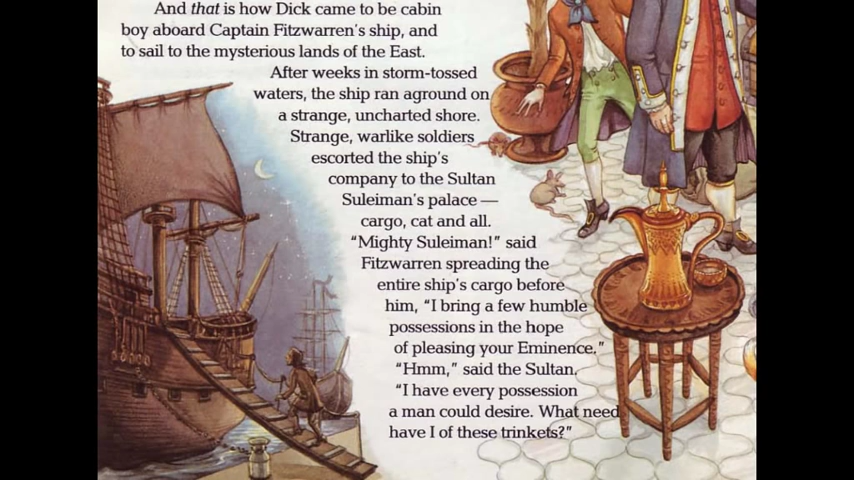 And that is how Dick came to be cabin
boy aboard Captain Fitzwarren's ship, and
to sail to the mysterious lands of the East.
After weeks in storm-tossed
waters, the ship ran aground on
a strange, uncharted shore.
Strange, warlike soldiers
escorted the ship's
company to the Sultan
Suleiman's palace —
cargo, cat and all.
"Mighty Suleiman!" said
Fitzwarren spreading the
entire ship's cargo before
him, "I bring a few humble
possessions in the hope
of pleasing your Eminence."
"Hmm," said the Sultan.
"I have every possession
a man could desire. What need
have I of these trinkets?"